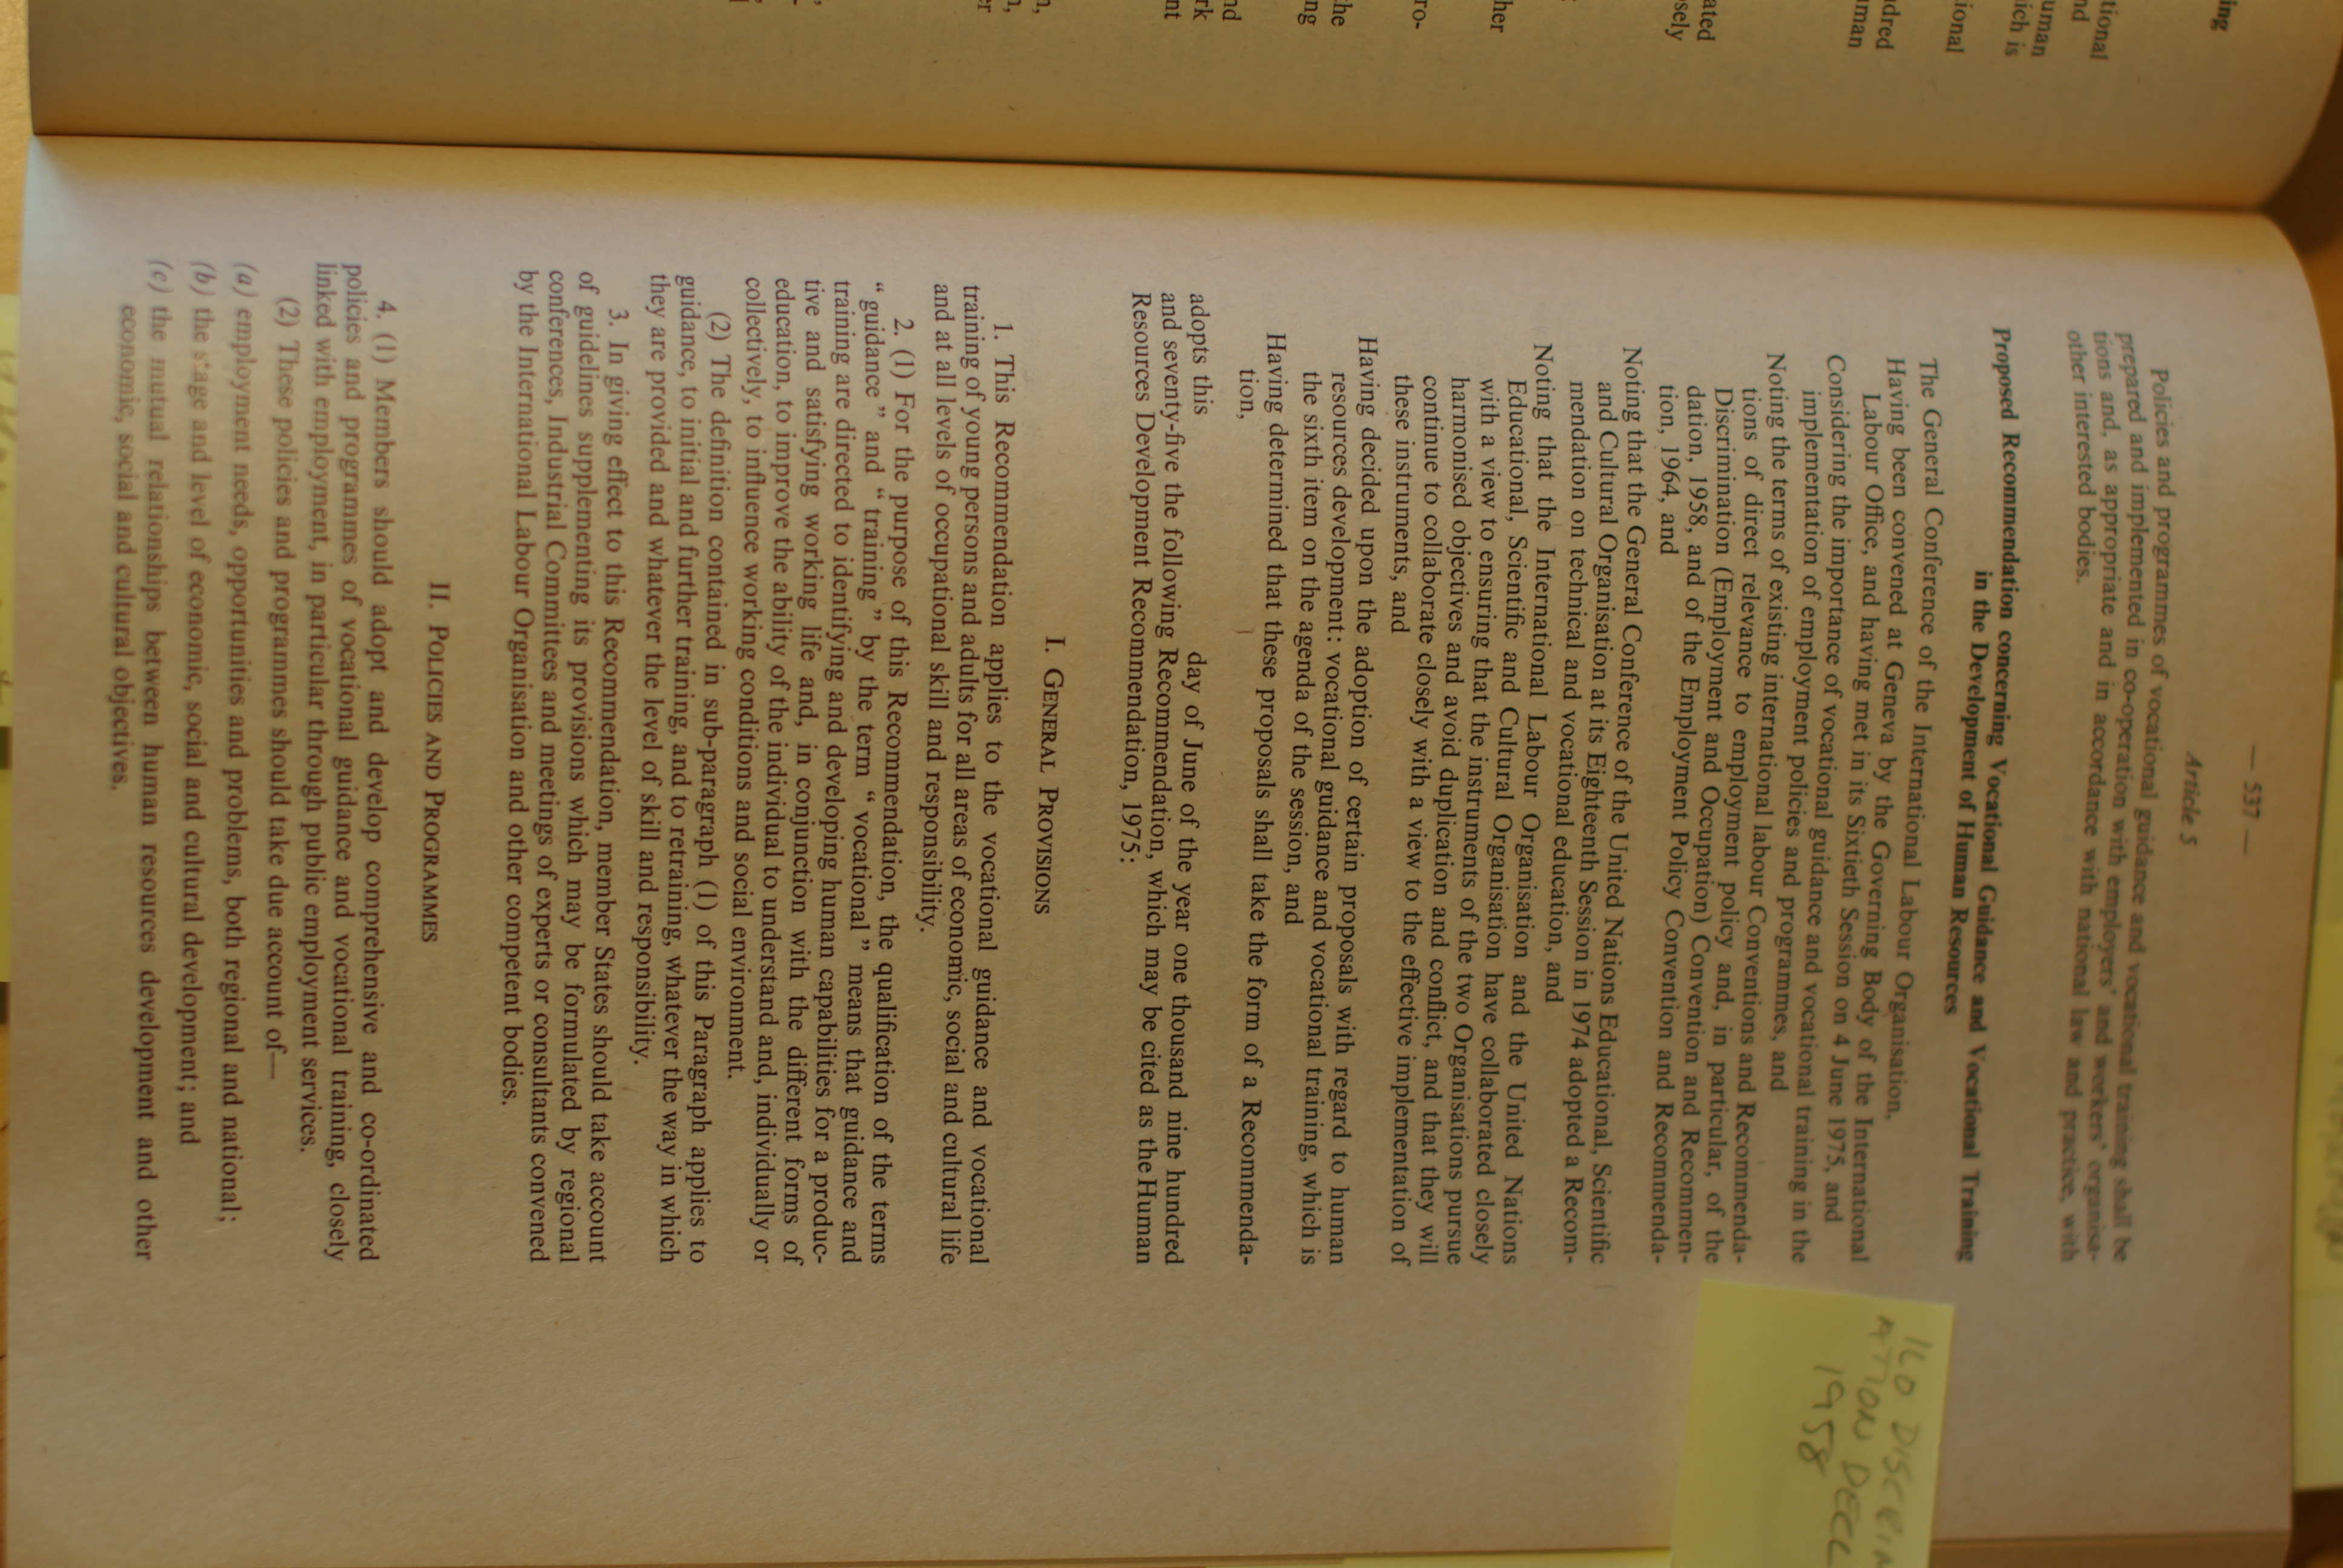 — 537 —
Article 5
Policies and programmes of vocational guidance and vocational training shall be
prepared and implemented in co-operation with employers' and workers' organisa-
tions and, as appropriate and in accordance with national law and practice, with
other interested bodies.
Proposed Recommendation concerning Vocational Guidance and Vocational Training
in the Development of Human Resources
The General Conference of the International Labour Organisation,
Having been convened at Geneva by the Governing Body of the International
Labour Office, and having met in its Sixtieth Session on 4 June 1975, and
Considering the importance of vocational guidance and vocational training in the
implementation of employment policies and programmes, and
Noting the terms of existing international labour Conventions and Recommenda-
tions of direct relevance to employment policy and, in particular, of the
Discrimination (Employment and Occupation) Convention and Recommen-
dation, 1958, and of the Employment Policy Convention and Recommenda-
tion, 1964, and
Noting that the General Conference of the United Nations Educational, Scientific
and Cultural Organisation at its Eighteenth Session in 1974 adopted a Recom-
mendation on technical and vocational education, and
Noting that the International Labour Organisation and the United Nations
Educational, Scientific and Cultural Organisation have collaborated closely
with a view to ensuring that the instruments of the two Organisations pursue
harmonised objectives and avoid duplication and conflict, and that they will
continue to collaborate closely with a view to the effective implementation of
these instruments, and
Having decided upon the adoption of certain proposals with regard to human
resources development: vocational guidance and vocational training, which is
the sixth item on the agenda of the session, and
Having determined that these proposals shall take the form of a Recommenda-
tion,
adopts this day of June of the year one thousand nine hundred
and seventy-five the following Recommendation, which may be cited as the Human
Resources Development Recommendation, 1975:
I. GENERAL PROVISIONS
1. This Recommendation applies to the vocational guidance and vocational
training of young persons and adults for all areas of economic, social and cultural life
and at all levels of occupational skill and responsibility.
2. (1) For the purpose of this Recommendation, the qualification of the terms
“ guidance ” and “ training ” by the term “ vocational ” means that guidance and
training are directed to identifying and developing human capabilities for a produc-
tive and satisfying working life and, in conjunction with the different forms of
education, to improve the ability of the individual to understand and, individually or
collectively, to influence working conditions and social environment.
(2) The definition contained in sub-paragraph (1) of this Paragraph applies to
guidance, to initial and further training, and to retraining, whatever the way in which
they are provided and whatever the level of skill and responsibility.
3. In giving effect to this Recommendation, member States should take account
of guidelines supplementing its provisions which may be formulated by regional
conferences, Industrial Committees and meetings of experts or consultants convened
by the International Labour Organisation and other competent bodies.
II. POLICIES AND PROGRAMMES
4. (1) Members should adopt and develop comprehensive and co-ordinated
policies and programmes of vocational guidance and vocational training, closely
linked with employment, in particular through public employment services.
(2) These policies and programmes should take due account of—
(a) employment needs, opportunities and problems, both regional and national;
(b) the stage and level of economic, social and cultural development; and
(c) the mutual relationships between human resources development and other
economic, social and cultural objectives.
ILO DISCRIM
ATION DECL
1958
ing
tional
nd
uman
ich is
ional
dred
man
ated
sely
her
ro-
he
ng
nd
rk
nt
n,
n,
er